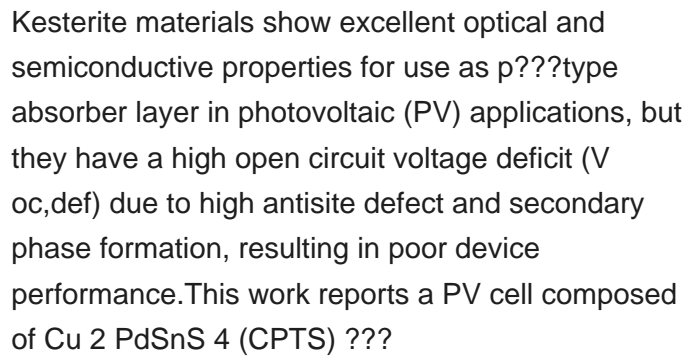 Kesterite materials show excellent optical and
semiconductive properties for use as p???type
absorber layer in photovoltaic (PV) applications, but
they have a high open circuit voltage deficit (V
oc,def) due to high antisite defect and secondary
phase formation, resulting in poor device
performance.This work reports a PV cell composed
of Cu 2 PdSnS 4 (CPTS) ???